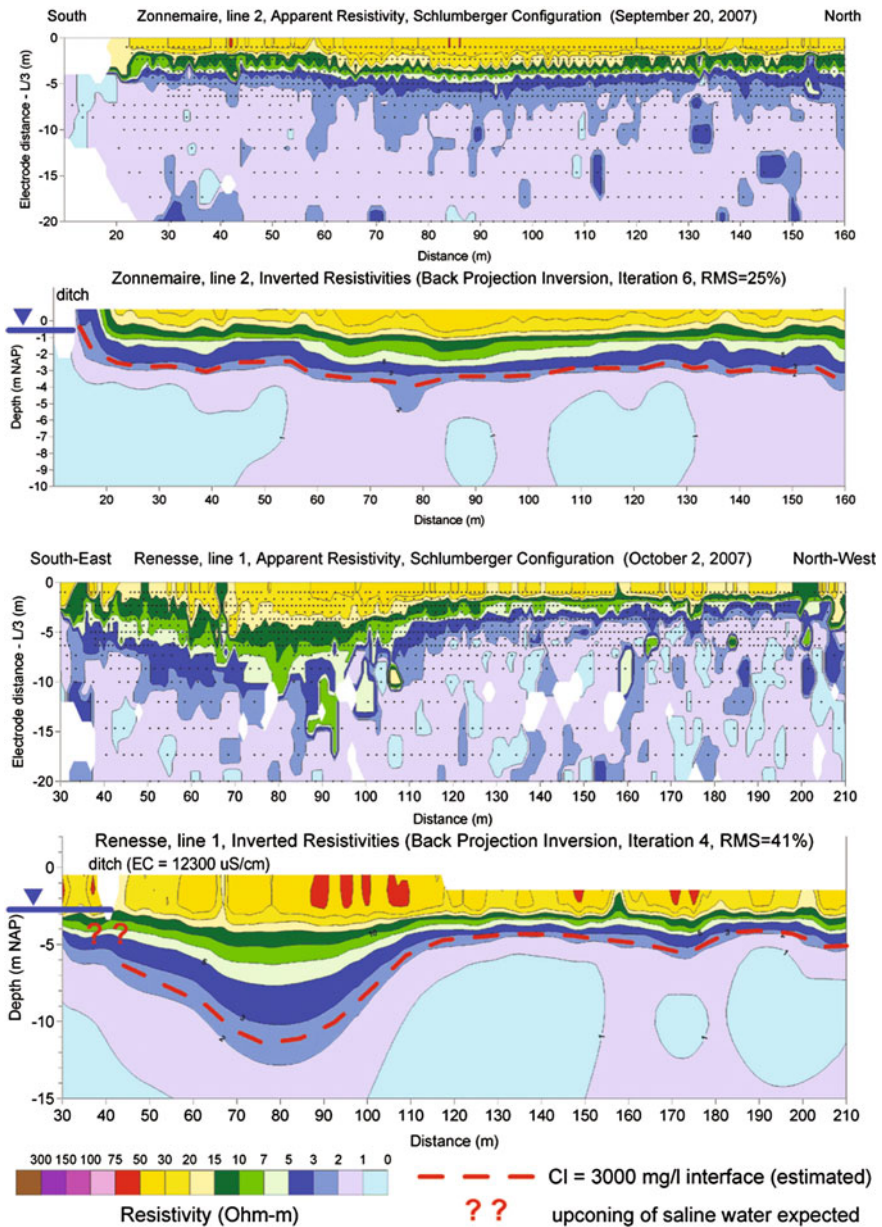 Zonnemaire, line 2, Apparent Resistivity, Schlumberger Configuration (September 20, 2007)
South North
Electrode distance - L/3 (m)
0
-5
-10
-15
-20
20 30 40 50 60 70 80 90 100 110 120 130 140 150 160
Distance (m)
Zonnemaire, line 2, Inverted Resistivities (Back Projection Inversion, Iteration 6, RMS=25%)
ditch
Depth (m NAP)
0
-1
-2
-3
-4
-5
-6
-7
-8
-9
-10
20 30 40 50 60 70 80 90 100 110 120 130 140 150 160
Distance (m)
South-East Renesse, line 1, Apparent Resistivity, Schlumberger Configuration (October 2, 2007) North-West
Electrode distance - L/3 (m)
0
-5
-10
-15
-20
30 40 50 60 70 80 90 100 110 120 130 140 150 160 170 180 190 200 210
Distance (m)
Renesse, line 1, Inverted Resistivities (Back Projection Inversion, Iteration 4, RMS=41%)
ditch (EC = 12300 uS/cm)
Depth (m NAP)
0
-5
-10
-15
? ?
30 40 50 60 70 80 90 100 110 120 130 140 150 160 170 180 190 200 210
Distance (m)
300 150 100 75 50 30 20 15 10 7 5 3 2 1 0
Resistivity (Ohm-m)
Cl = 3000 mg/l interface (estimated)
? ? upconing of saline water expected